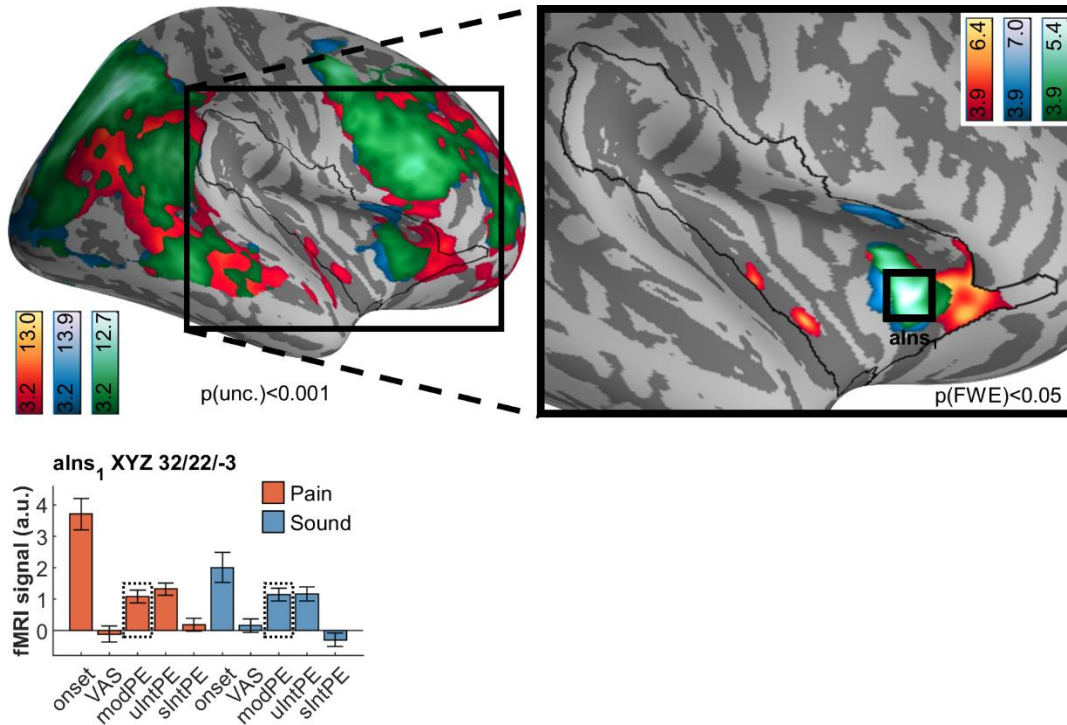 6.4 7.0 5.4
3.9 3.9 3.9
aIns1
p(FWE)<0.05
13.0 13.9 12.7
3.2 3.2 3.2
p(unc.)<0.001
aIns1 XYZ 32/22/-3
Pain
Sound
fMRI signal (a.u.)
4
3
2
1
0
onset VAS modPE uIntPE sIntPE onset VAS modPE uIntPE sIntPE